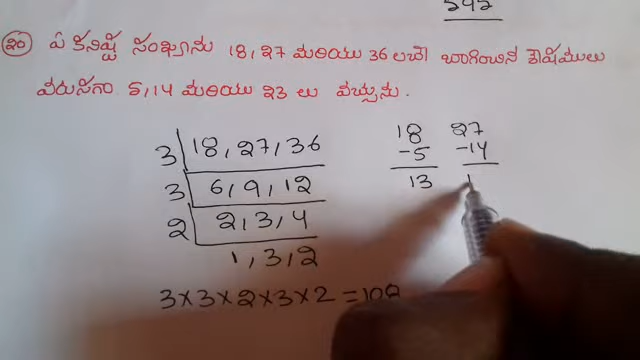 292
20 ఏ కనిష్ట సంఖ్యను 18, 27 మరియు 36 లచే భాగించిన శేషములు
వరుసగా 5, 14 మరియు 23 లు వచ్చును.
3 | 18, 27, 36
3 | 6, 9, 12
2 | 2, 3, 4
1, 3, 2
3×3×2×3×2 = 108
18 27
-5 -14
13 1